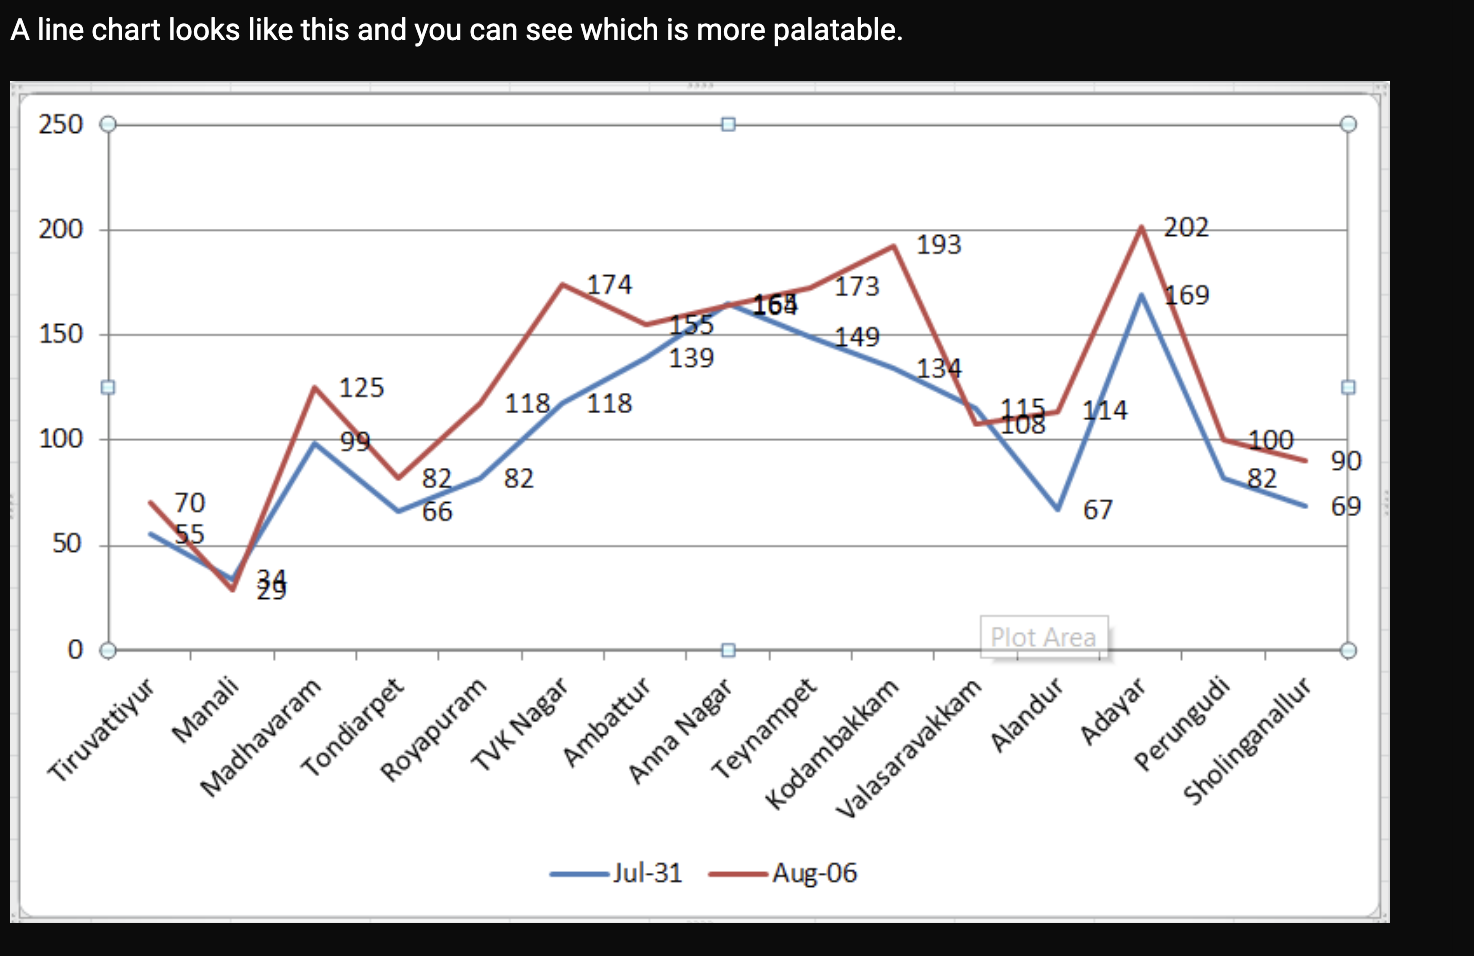 A line chart looks like this and you can see which is more palatable.
250
200
150
100
50
0
70
55
34
29
125
99
82
66
118
82
174
118
155
139
165
164
173
149
193
134
115
108
114
67
202
169
100
82
90
69
Plot Area
Tiruvattiyur
Manali
Madhavaram
Tondiarpet
Royapuram
TVK Nagar
Ambattur
Anna Nagar
Teynampet
Kodambakkam
Valasaravakkam
Alandur
Adayar
Perungudi
Sholinganallur
Jul-31
Aug-06